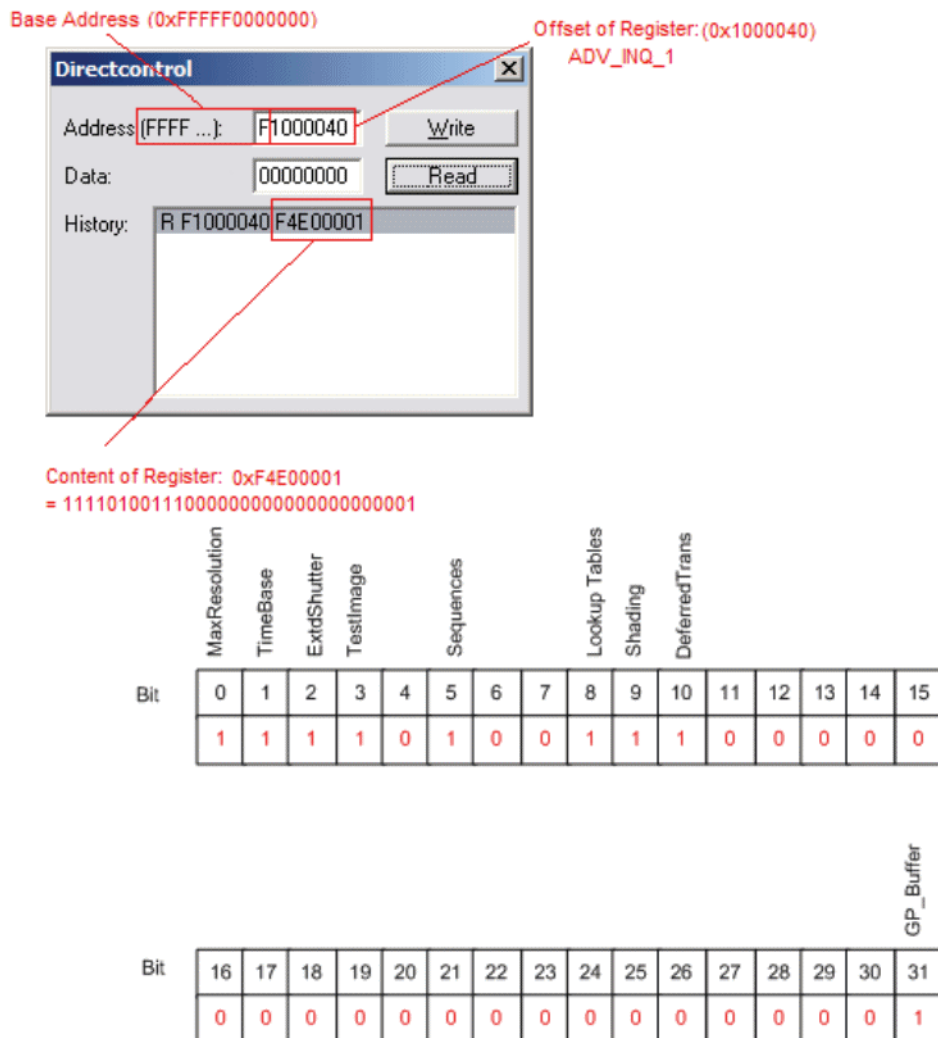 Base Address (0xFFFFF0000000)
Offset of Register: (0x1000040)
ADV_INQ_1
Directcontrol
Address (FFFF ...): F1000040 Write
Data: 00000000 Read
History: R F1000040 F4E00001
Content of Register: 0xF4E00001
= 11110100111000000000000000000001
MaxResolution TimeBase ExtdShutter TestImage Sequences Lookup Tables Shading DeferredTrans
Bit 0 1 2 3 4 5 6 7 8 9 10 11 12 13 14 15
1 1 1 1 0 1 0 0 1 1 1 0 0 0 0 0
GP_Buffer
Bit 16 17 18 19 20 21 22 23 24 25 26 27 28 29 30 31
0 0 0 0 0 0 0 0 0 0 0 0 0 0 0 1